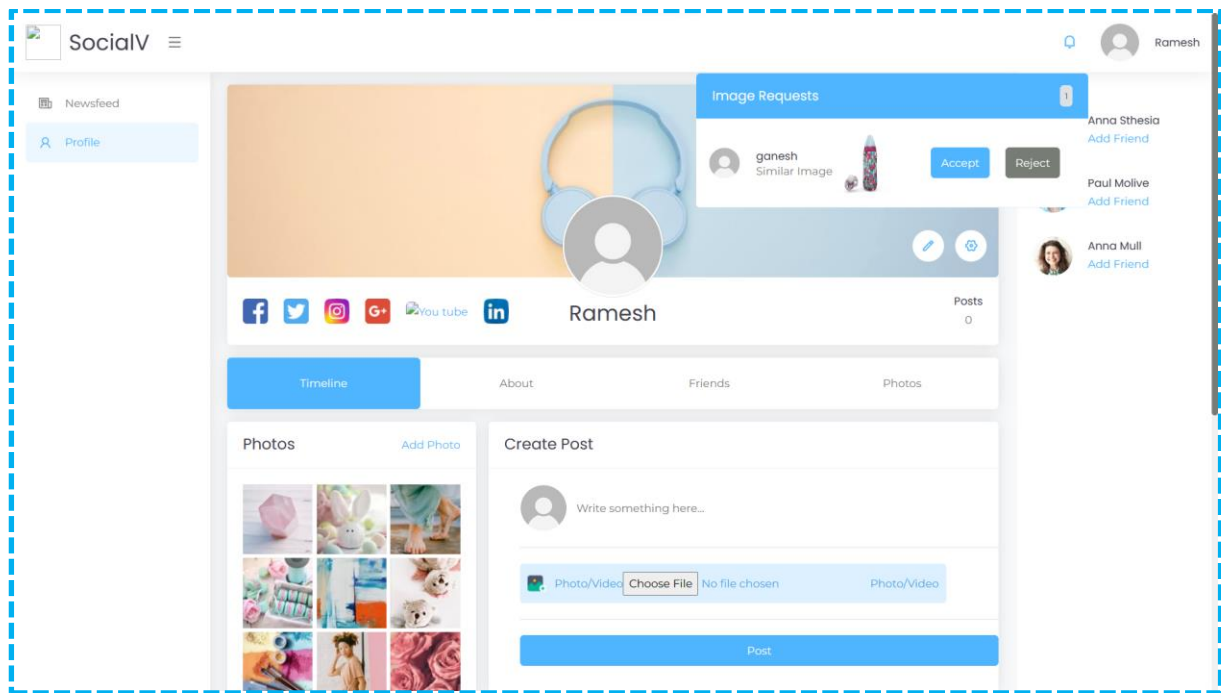 SocialV
Ramesh
Newsfeed
Profile
Image Requests
1
ganesh
Similar Image
Accept
Reject
Anna Sthesia
Add Friend
Paul Molive
Add Friend
Anna Mull
Add Friend
You tube
Ramesh
Posts
0
Timeline
About
Friends
Photos
Photos
Add Photo
Create Post
Write something here...
Photo/Video
Choose File
No file chosen
Photo/Video
Post